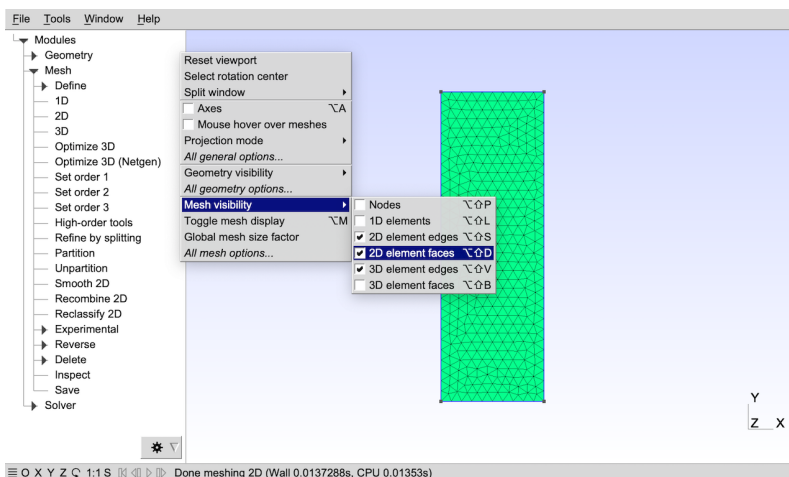 File Tools Window Help
Modules
Geometry
Mesh
Define
1D
2D
3D
Optimize 3D
Optimize 3D (Netgen)
Set order 1
Set order 2
Set order 3
High-order tools
Refine by splitting
Partition
Unpartition
Smooth 2D
Recombine 2D
Reclassify 2D
Experimental
Reverse
Delete
Inspect
Save
Solver
Reset viewport
Select rotation center
Split window
Axes ⌥A
Mouse hover over meshes
Projection mode
All general options...
Geometry visibility
All geometry options...
Mesh visibility
Toggle mesh display ⌥M
Global mesh size factor
All mesh options...
Nodes ⌥⇧P
1D elements ⌥⇧L
2D element edges ⌥⇧S
2D element faces ⌥⇧D
3D element edges ⌥⇧V
3D element faces ⌥⇧B
Y
Z X
O X Y Z 1:1 S Done meshing 2D (Wall 0.0137288s, CPU 0.01353s)